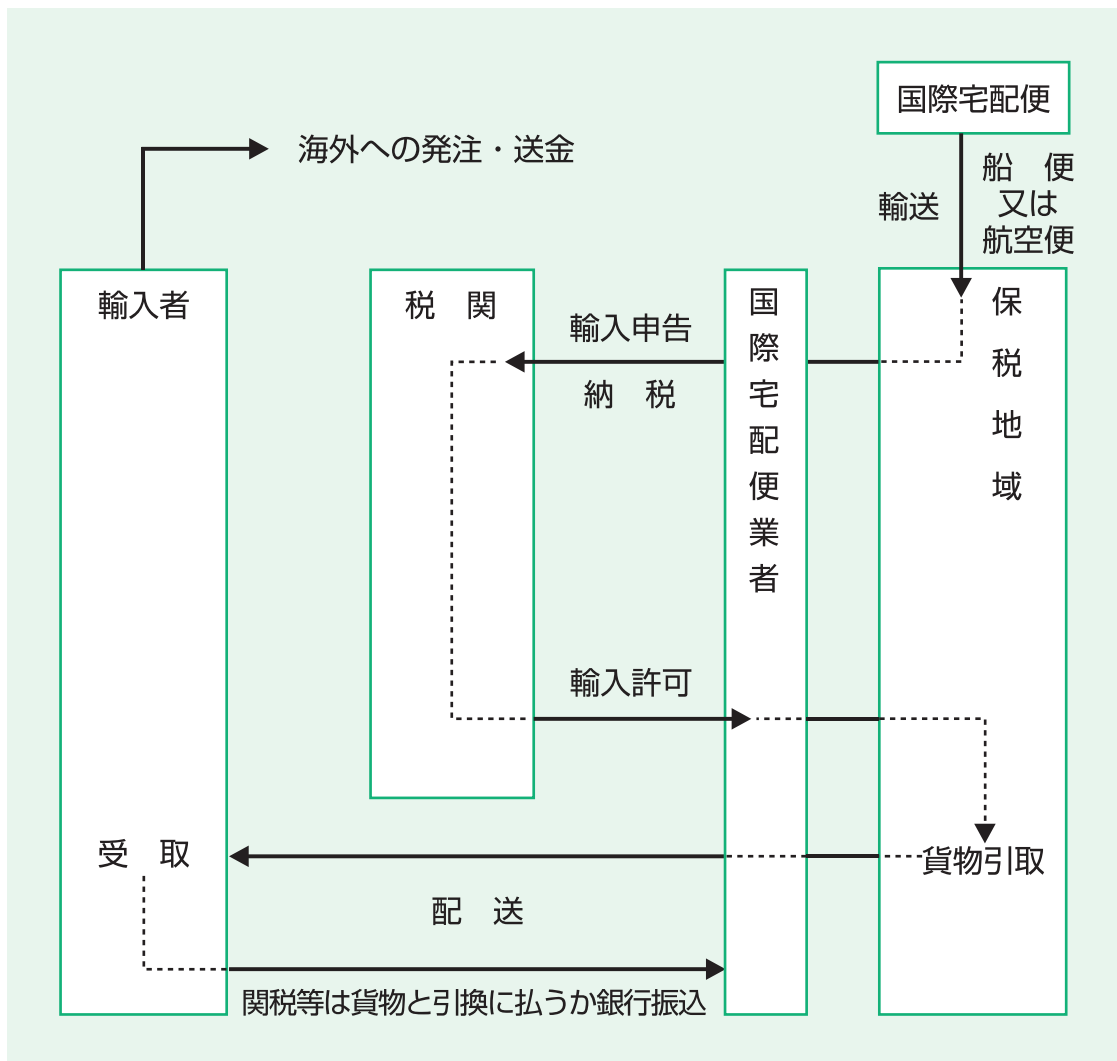 国際宅配便
海外への発注・送金
輸送
船　便
又は
航空便
輸入者
税　関
国際宅配便業者
保税地域
輸入申告
納　税
輸入許可
受　取
貨物引取
配　送
関税等は貨物と引換に払うか銀行振込